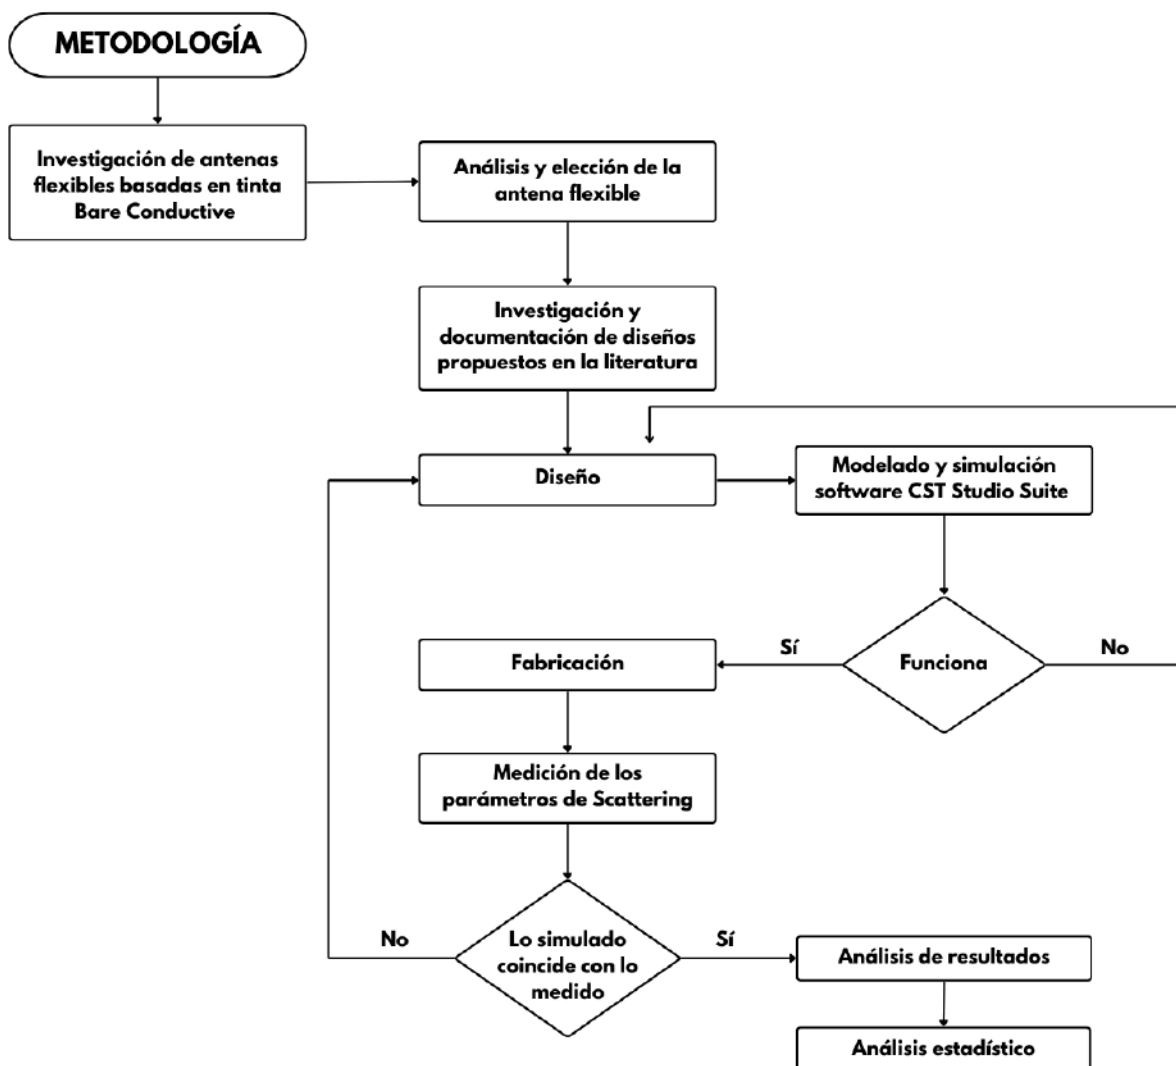 METODOLOGÍA
Investigación de antenas
flexibles basadas en tinta
Bare Conductive
Análisis y elección de la
antena flexible
Investigación y
documentación de diseños
propuestos en la literatura
Diseño
Modelado y simulación
software CST Studio Suite
Funciona
Sí
No
Fabricación
Medición de los
parámetros de Scattering
Lo simulado
coincide con lo
medido
No
Sí
Análisis de resultados
Análisis estadístico